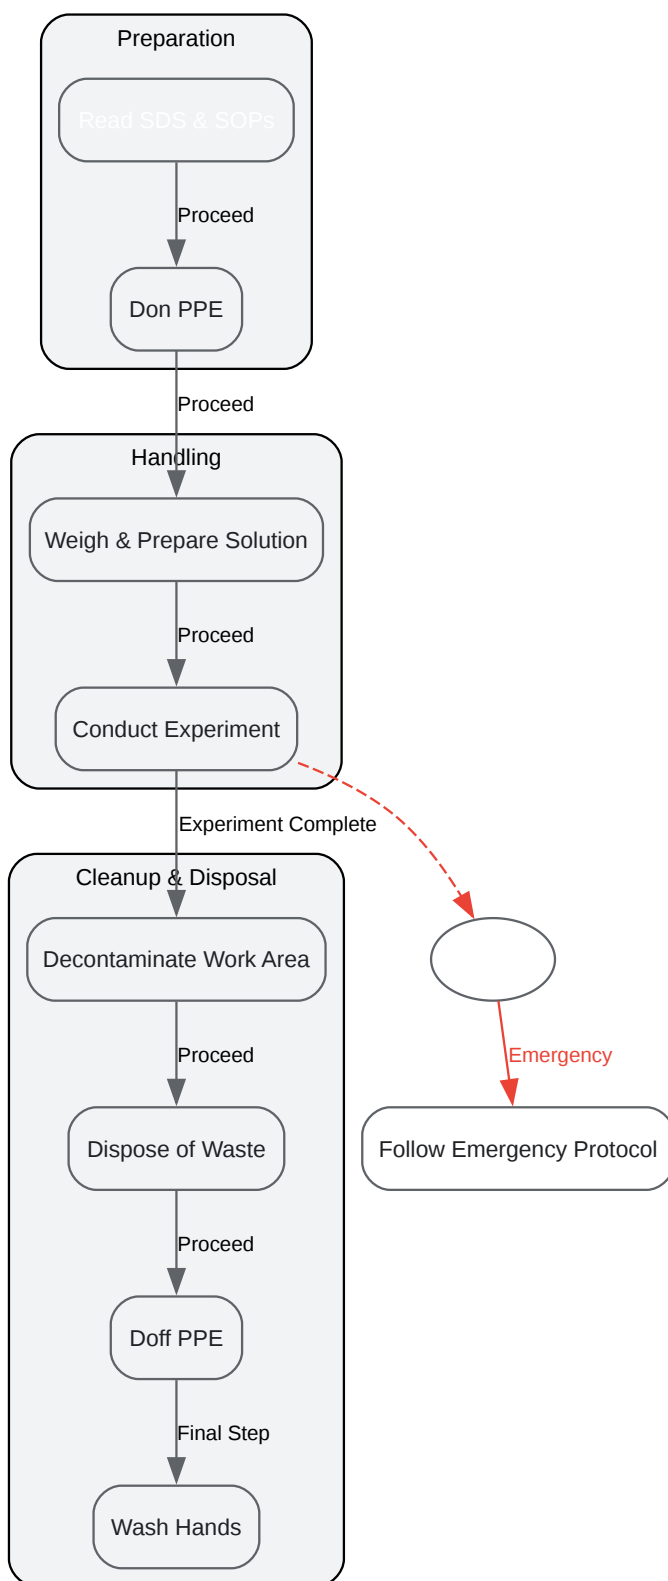 Preparation
Read SDS & SOPs
Proceed
Don PPE
Proceed
Handling
Weigh & Prepare Solution
Proceed
Conduct Experiment
Experiment Complete
Cleanup & Disposal
Decontaminate Work Area
Proceed
Emergency
Dispose of Waste
Follow Emergency Protocol
Proceed
Doff PPE
Final Step
Wash Hands